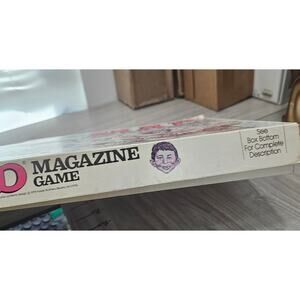 D® MAGAZINE
GAME
See
Box Bottom
For Complete
Description